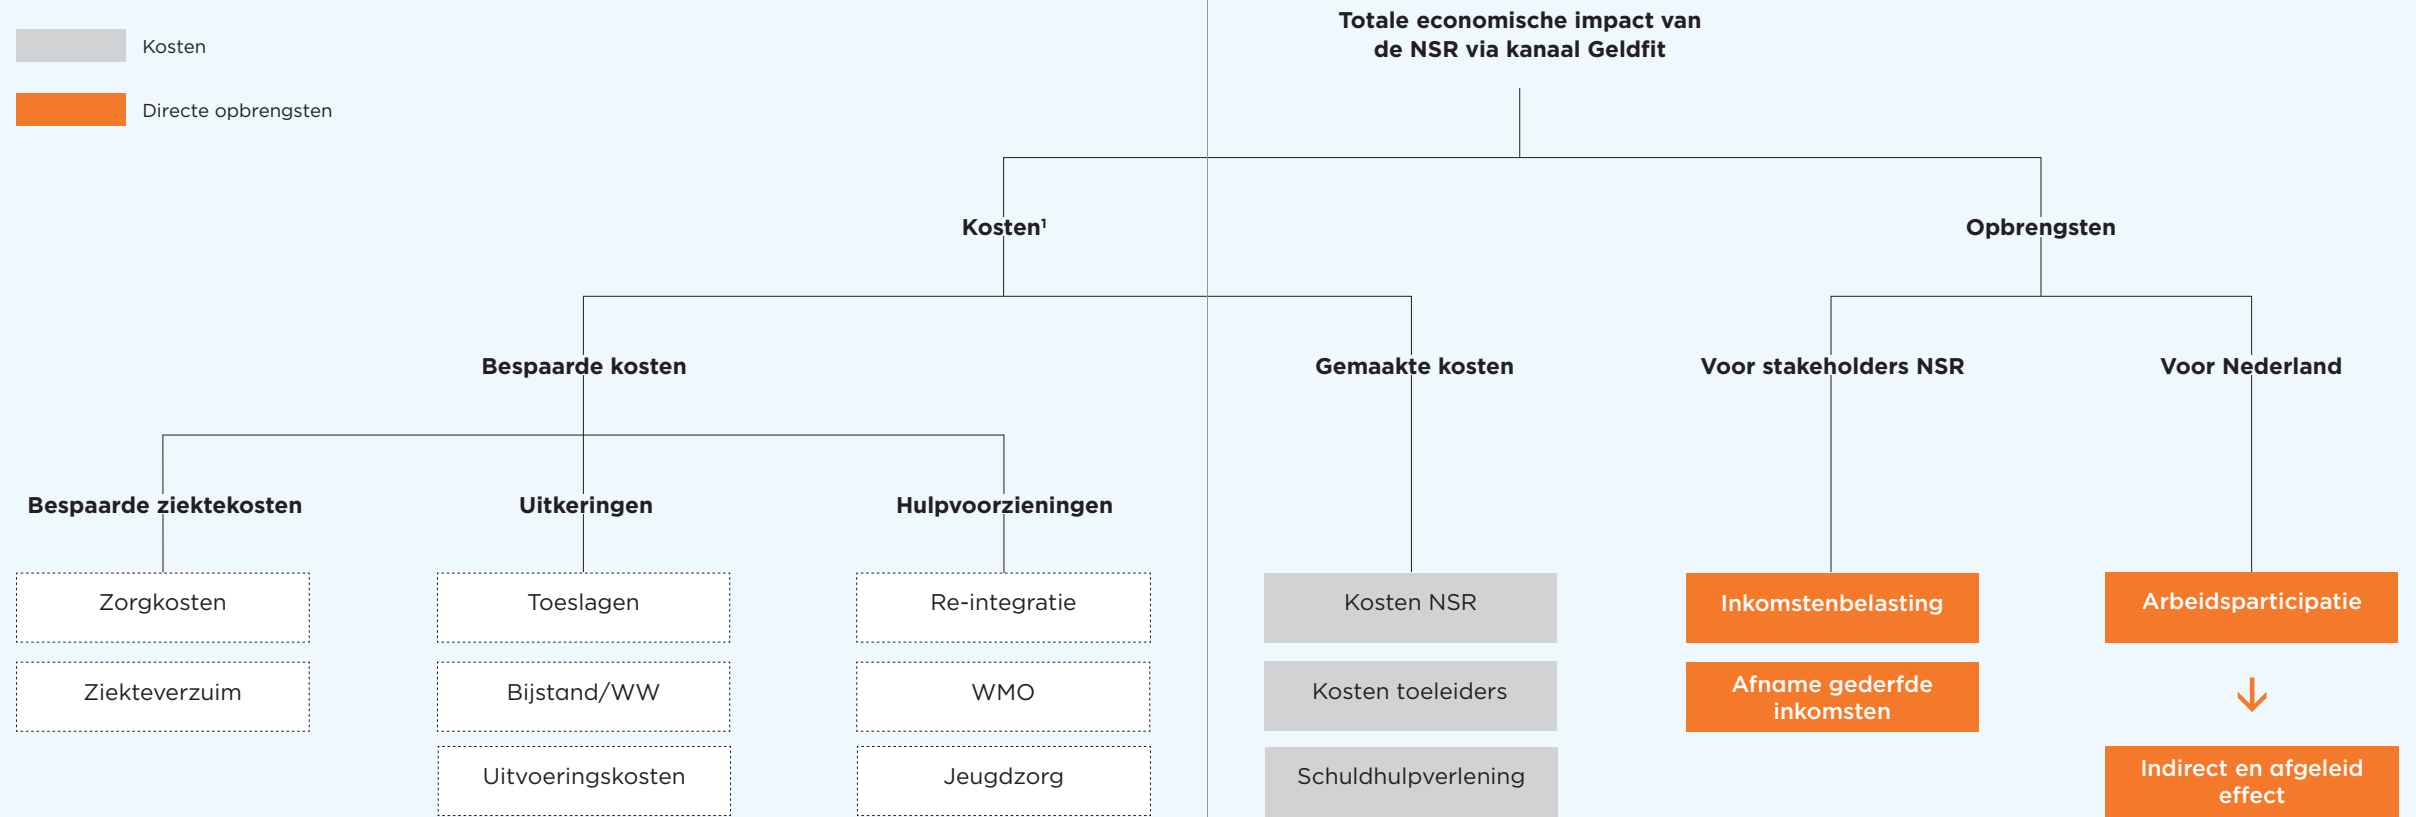 Kosten
Directe opbrengsten
Totale economische impact van
de NSR via kanaal Geldfit
Kosten¹
Opbrengsten
Bespaarde kosten
Gemaakte kosten
Voor stakeholders NSR
Voor Nederland
Bespaarde ziektekosten
Uitkeringen
Hulpvoorzieningen
Zorgkosten
Toeslagen
Re-integratie
Kosten NSR
Inkomstenbelasting
Arbeidsparticipatie
Ziekteverzuim
Bijstand/WW
WMO
Kosten toeleiders
Afname gederfde
inkomsten
Uitvoeringskosten
Jeugdzorg
Schuldhulpverlening
Indirect en afgeleid
effect